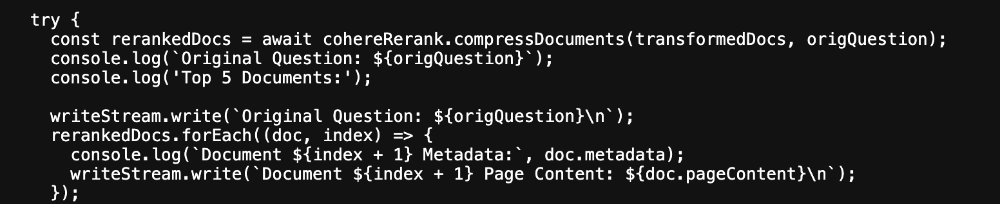 try {
const rerankedDocs = await cohereRerank.compressDocuments(transformedDocs, origQuestion);
console.log(`Original Question: ${origQuestion}`);
console.log('Top 5 Documents:');
writeStream.write(`Original Question: ${origQuestion}\n`);
rerankedDocs.forEach((doc, index) => {
console.log(`Document ${index + 1} Metadata:`, doc.metadata);
writeStream.write(`Document ${index + 1} Page Content: ${doc.pageContent}\n`);
});